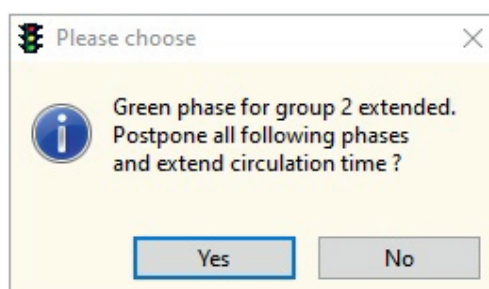 Please choose
Green phase for group 2 extended.
Postpone all following phases
and extend circulation time ?
Yes No